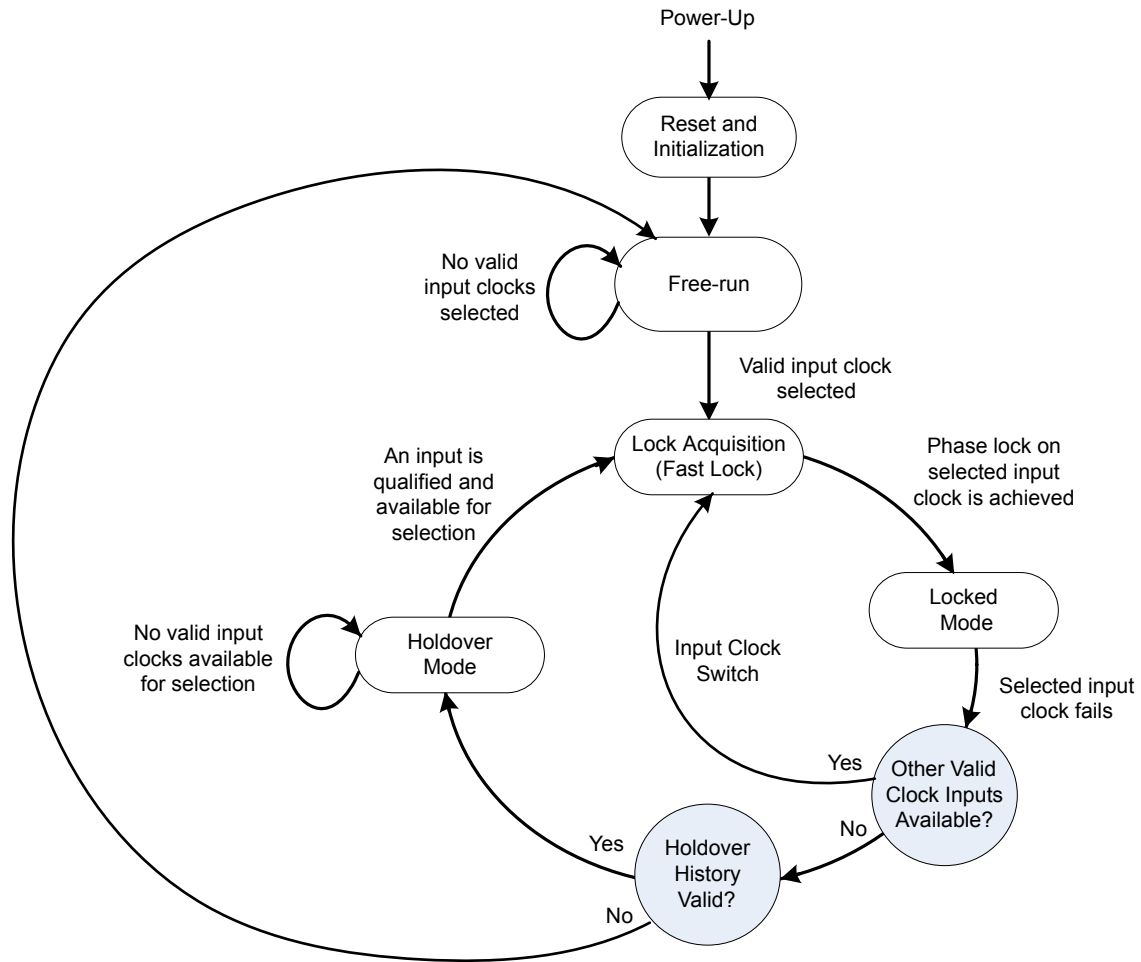 Power-Up
Reset and
Initialization
No valid
input clocks
selected
Free-run
Valid input clock
selected
Lock Acquisition
(Fast Lock)
An input is
qualified and
available for
selection
Phase lock on
selected input
clock is achieved
Locked
Mode
No valid input
clocks available
for selection
Holdover
Mode
Input Clock
Switch
Selected input
clock fails
Yes
Other Valid
Clock Inputs
Available?
No
Yes
Holdover
History
Valid?
No